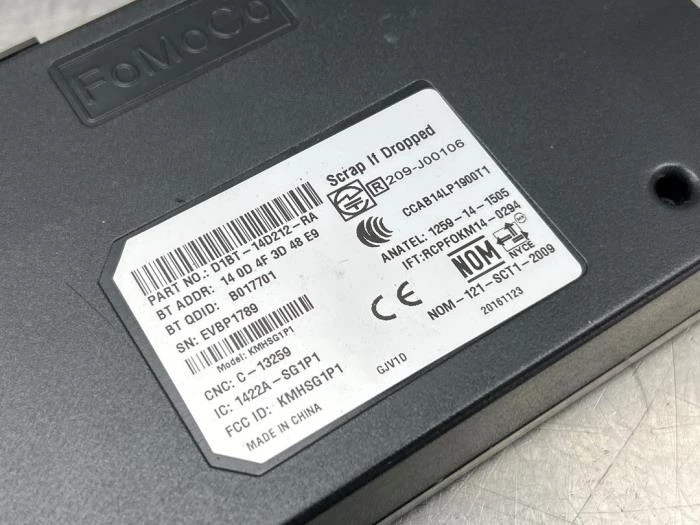 FoMoCo
PART NO.: D1BT-14D212-RA
BT ADDR: 14 0D 4F 3D 48 E9
BT QDID: B017701
SN: EVBP1789
Model: KMHSG1P1
CNC: C-13259
IC: 1422A-SG1P1
FCC ID: KMHSG1P1
MADE IN CHINA
Scrap If Dropped
R 209-J00106
CCAB14LP1900T1
ANATEL: 1259-14-1505
IFT:RCPFOKM14-0294
CE NOM NYCE
NOM-121-SCT1-2009
20161123
GJV10